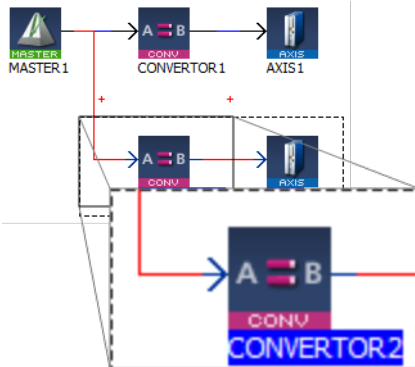 A B
MASTER CONV AXIS
MASTER1 CONVERTOR1 AXIS1
A B
CONV AXIS
A B
CONV
CONVERTOR2